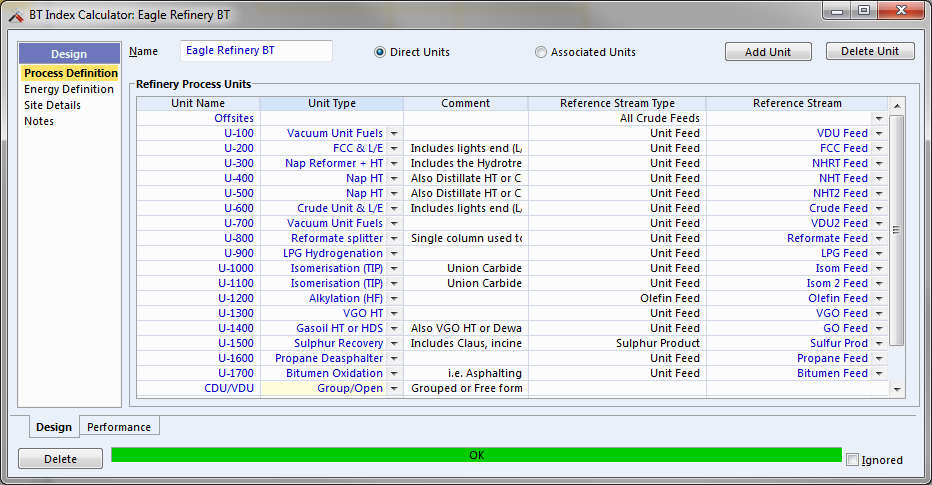 BT Index Calculator: Eagle Refinery BT
Design
Process Definition
Energy Definition
Site Details
Notes
Name Eagle Refinery BT Direct Units Associated Units Add Unit Delete Unit
Refinery Process Units
Unit Name Unit Type Comment Reference Stream Type Reference Stream
Offsites All Crude Feeds
U-100 Vacuum Unit Fuels Unit Feed VDU Feed
U-200 FCC & L/E Includes lights end (L/ Unit Feed FCC Feed
U-300 Nap Reformer + HT Includes the Hydrotre Unit Feed NHRT Feed
U-400 Nap HT Also Distillate HT or C Unit Feed NHT Feed
U-500 Nap HT Also Distillate HT or C Unit Feed NHT2 Feed
U-600 Crude Unit & L/E Includes lights end (L/ Unit Feed Crude Feed
U-700 Vacuum Unit Fuels Unit Feed VDU2 Feed
U-800 Reformate splitter Single column used to Unit Feed Reformate Feed
U-900 LPG Hydrogenation Unit Feed LPG Feed
U-1000 Isomerisation (TIP) Union Carbide Unit Feed Isom Feed
U-1100 Isomerisation (TIP) Union Carbide Unit Feed Isom 2 Feed
U-1200 Alkylation (HF) Olefin Feed Olefin Feed
U-1300 VGO HT Unit Feed VGO Feed
U-1400 Gasoil HT or HDS Also VGO HT or Dewa Unit Feed GO Feed
U-1500 Sulphur Recovery Includes Claus, incine Sulphur Product Sulfur Prod
U-1600 Propane Deasphalter Unit Feed Propane Feed
U-1700 Bitumen Oxidation i.e. Asphalting Unit Feed Bitumen Feed
CDU/VDU Group/Open Grouped or Free form
Design Performance
Delete OK Ignored